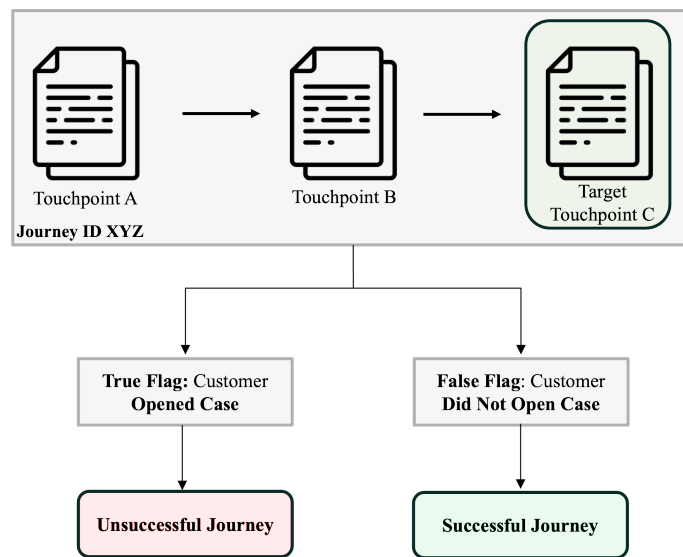 Touchpoint A
Touchpoint B
Target
Touchpoint C
Journey ID XYZ
True Flag: Customer
Opened Case
False Flag: Customer
Did Not Open Case
Unsuccessful Journey
Successful Journey